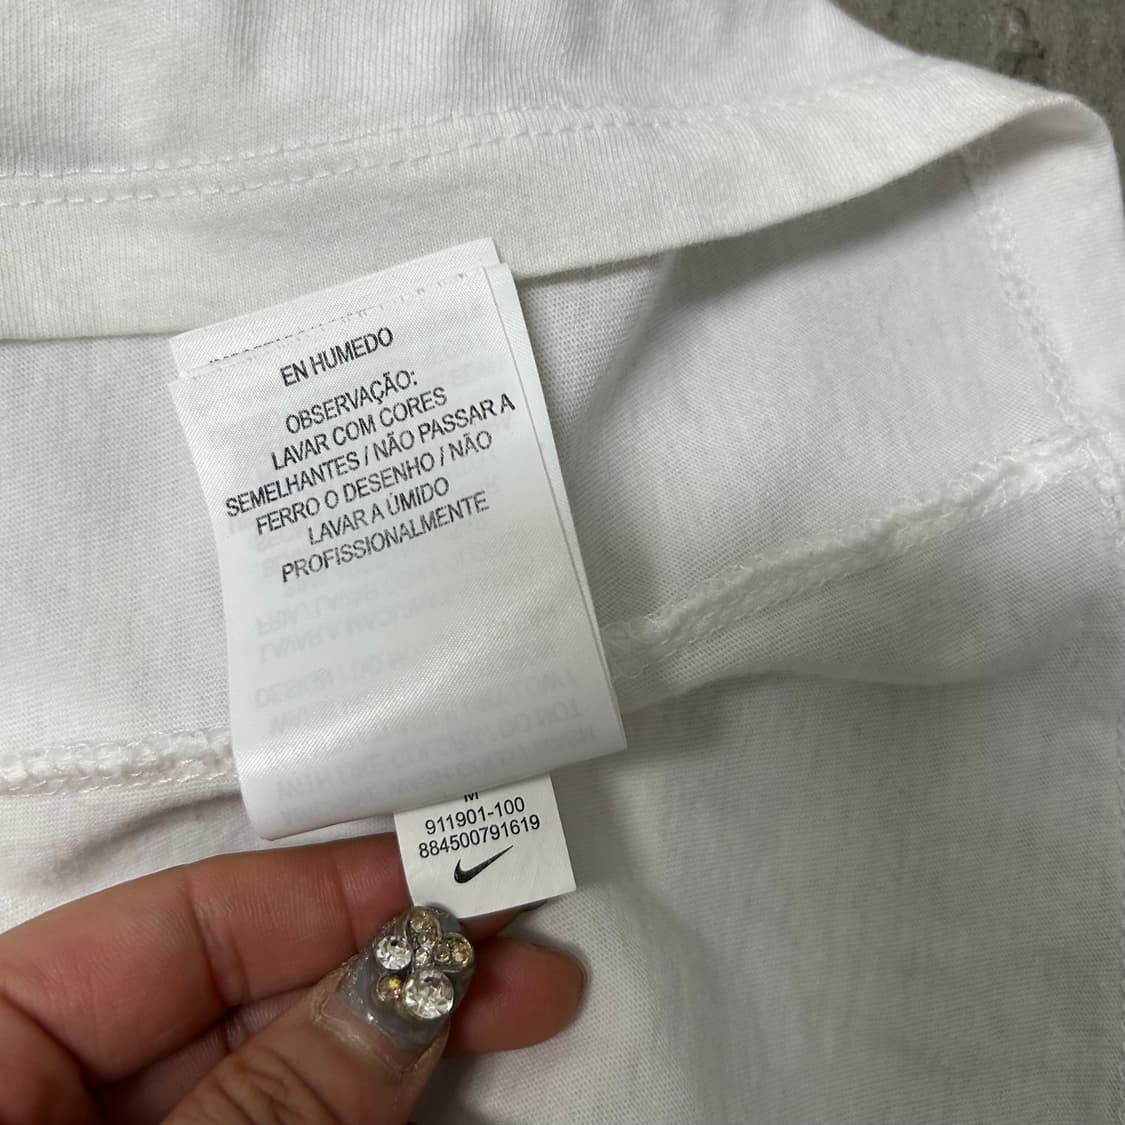 EN HUMEDO
OBSERVAÇÃO:
LAVAR COM CORES
SEMELHANTES / NÃO PASSAR A
FERRO O DESENHO / NÃO
LAVAR A ÚMIDO
PROFISSIONALMENTE
M
911901-100
884500791619